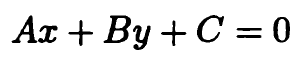 Ax + By + C = 0